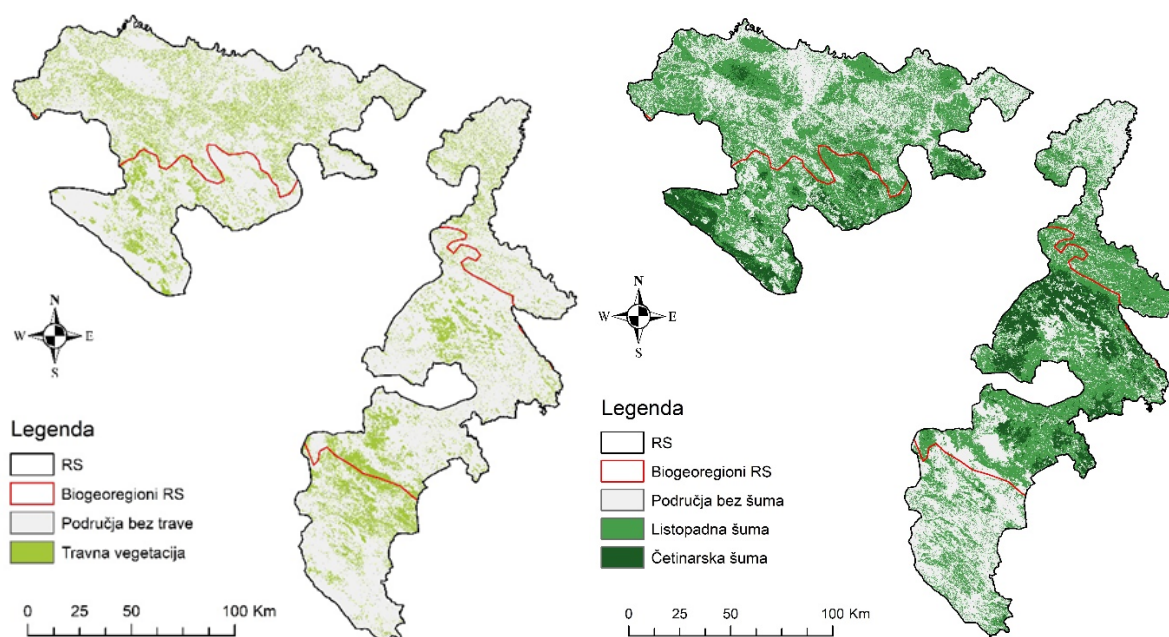 N
W E
S
Legenda
RS
Biogeoregioni RS
Područja bez trave
Travna vegetacija
0 25 50 100 Km
N
W E
S
Legenda
RS
Biogeoregioni RS
Područja bez šuma
Listopadna šuma
Četinarska šuma
0 25 50 100 Km